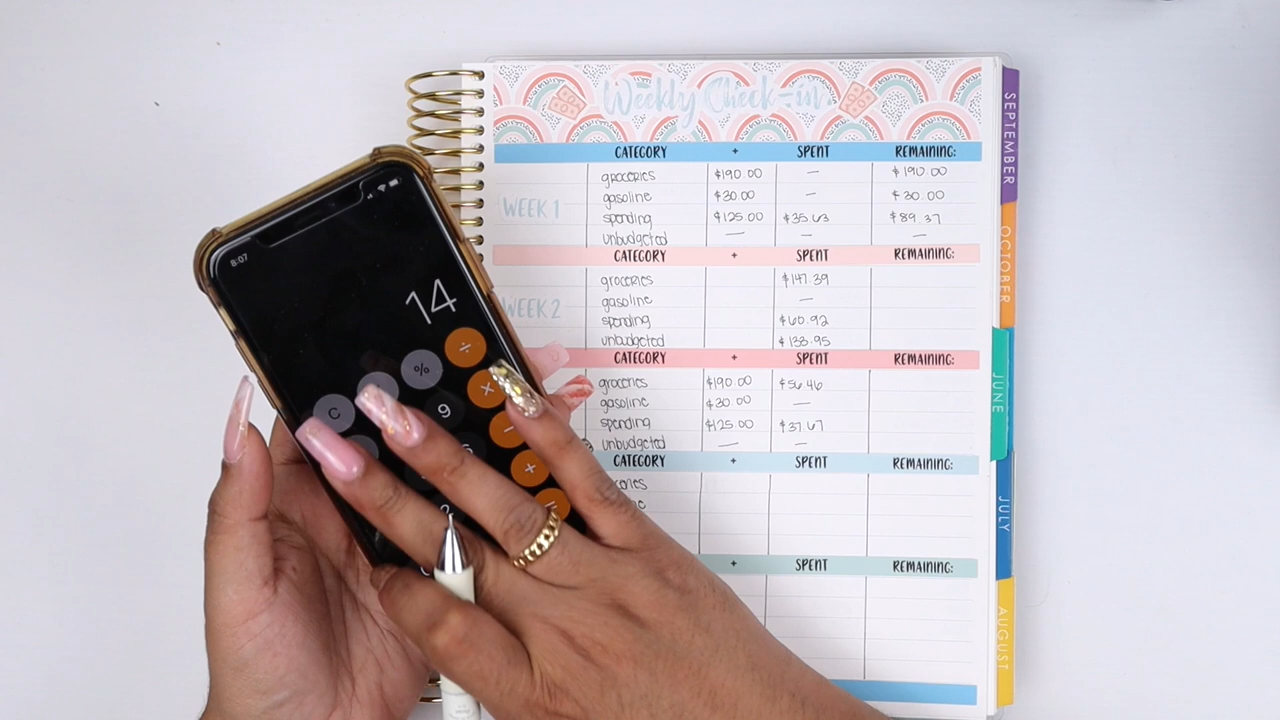 Weekly Check-in
CATEGORY + SPENT REMAINING:
groceries $190.00 — $190.00
gasoline $30.00 — $30.00
WEEK 1
spending $125.00 $35.63 $89.37
unbudgeted — — —
CATEGORY + SPENT REMAINING:
groceries $147.39
gasoline —
WEEK 2
spending $60.92
unbudgeted $133.95
CATEGORY + SPENT REMAINING:
groceries $190.00 $56.46
gasoline $30.00 —
spending $125.00 $37.67
unbudgeted — —
CATEGORY + SPENT REMAINING:
+ SPENT REMAINING:
SEPTEMBER
OCTOBER
JUNE
JULY
AUGUST
8:07
14
÷
%
×
C
9
+